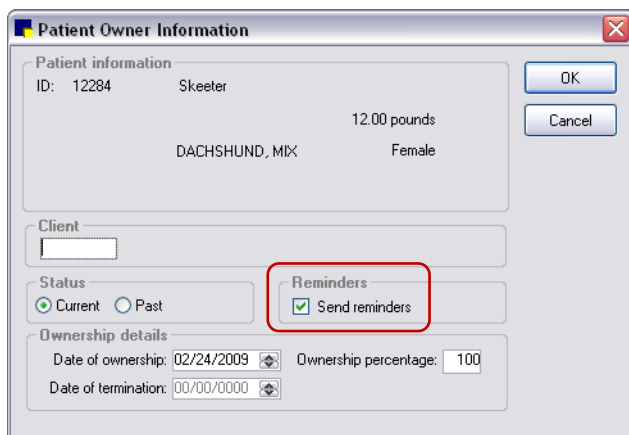 Patient Owner Information
Patient information
ID: 12284 Skeeter
OK
12.00 pounds
Cancel
DACHSHUND, MIX Female
Client
Status
Reminders
Current Past
Send reminders
Ownership details
Date of ownership: 02/24/2009 Ownership percentage: 100
Date of termination: 00/00/0000